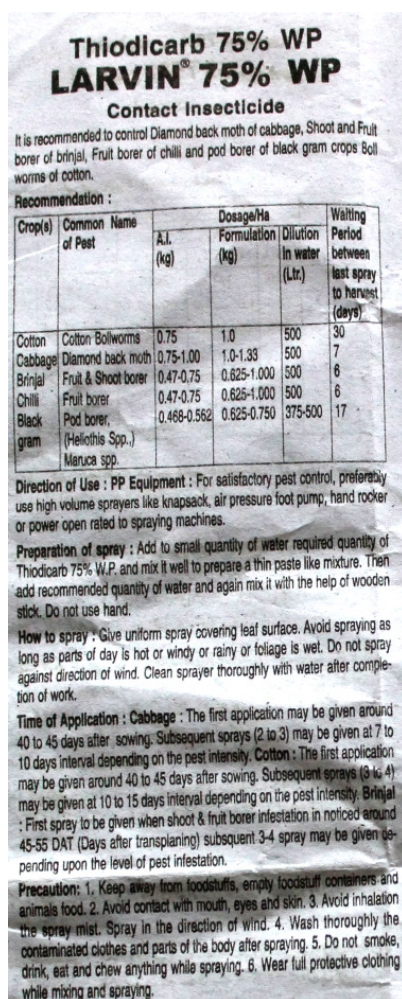 Thiodicarb 75% WP
LARVIN® 75% WP
Contact Insecticide
It is recommended to control Diamond back moth of cabbage, Shoot and Fruit
borer of brinjal, Fruit borer of chilli and pod borer of black gram crops Boll
worms of cotton.
Recommendation :
Crop(s) Common Name of Pest Dosage/Ha A.I. (kg) Formulation (kg) Dilution In water (Ltr.) Waiting Period between last spray to harvest (days)
Cotton Cotton Bollworms 0.75 1.0 500 30
Cabbage Diamond back moth 0.75-1.00 1.0-1.33 500 7
Brinjal Fruit & Shoot borer 0.47-0.75 0.625-1.000 500 6
Chilli Fruit borer 0.47-0.75 0.625-1.000 500 6
Black Pod borer, 0.468-0.562 0.625-0.750 375-500 17
gram (Heliothis Spp.,)
Maruca spp.
Direction of Use : PP Equipment : For satisfactory pest control, preferably
use high volume sprayers like knapsack, air pressure foot pump, hand rocker
or power open rated to spraying machines.
Preparation of spray : Add to small quantity of water required quantity of
Thiodicarb 75% W.P. and mix it well to prepare a thin paste like mixture. Then
add recommended quantity of water and again mix it with the help of wooden
stick. Do not use hand.
How to spray : Give uniform spray covering leaf surface. Avoid spraying as
long as parts of day is hot or windy or rainy or foliage is wet. Do not spray
against direction of wind. Clean sprayer thoroughly with water after comple-
tion of work.
Time of Application : Cabbage : The first application may be given around
40 to 45 days after sowing. Subsequent sprays (2 to 3) may be given at 7 to
10 days interval depending on the pest intensity. Cotton : The first application
may be given around 40 to 45 days after sowing. Subsequent sprays (3 to 4)
may be given at 10 to 15 days interval depending on the pest intensity. Brinjal
: First spray to be given when shoot & fruit borer infestation in noticed around
45-55 DAT (Days after transplaning) subsquent 3-4 spray may be given de-
pending upon the level of pest infestation.
Precaution: 1. Keep away from foodstuffs, empty foodstuff containers and
animals food. 2. Avoid contact with mouth, eyes and skin. 3. Avoid inhalation
the spray mist. Spray in the direction of wind. 4. Wash thoroughly the
contaminated clothes and parts of the body after spraying. 5. Do not smoke,
drink, eat and chew anything while spraying. 6. Wear full protective clothing
while mixing and spraying.